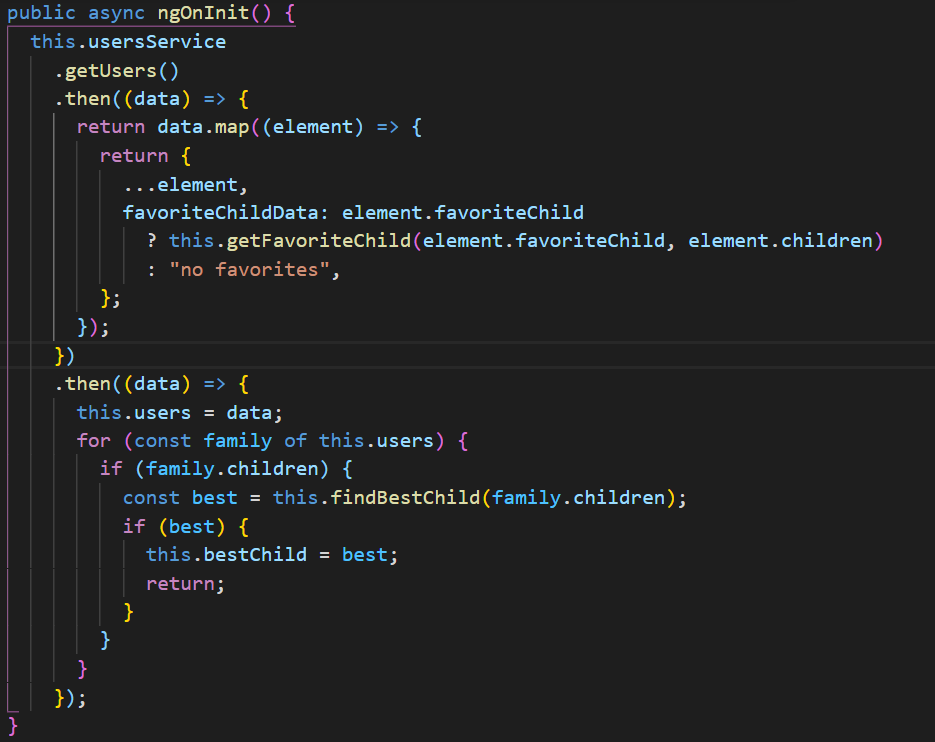 public async ngOnInit() {
  this.usersService
    .getUsers()
    .then((data) => {
      return data.map((element) => {
        return {
          ...element,
          favoriteChildData: element.favoriteChild
            ? this.getFavoriteChild(element.favoriteChild, element.children)
            : "no favorites",
        };
      });
    })
    .then((data) => {
      this.users = data;
      for (const family of this.users) {
        if (family.children) {
          const best = this.findBestChild(family.children);
          if (best) {
            this.bestChild = best;
            return;
          }
        }
      }
    });
}